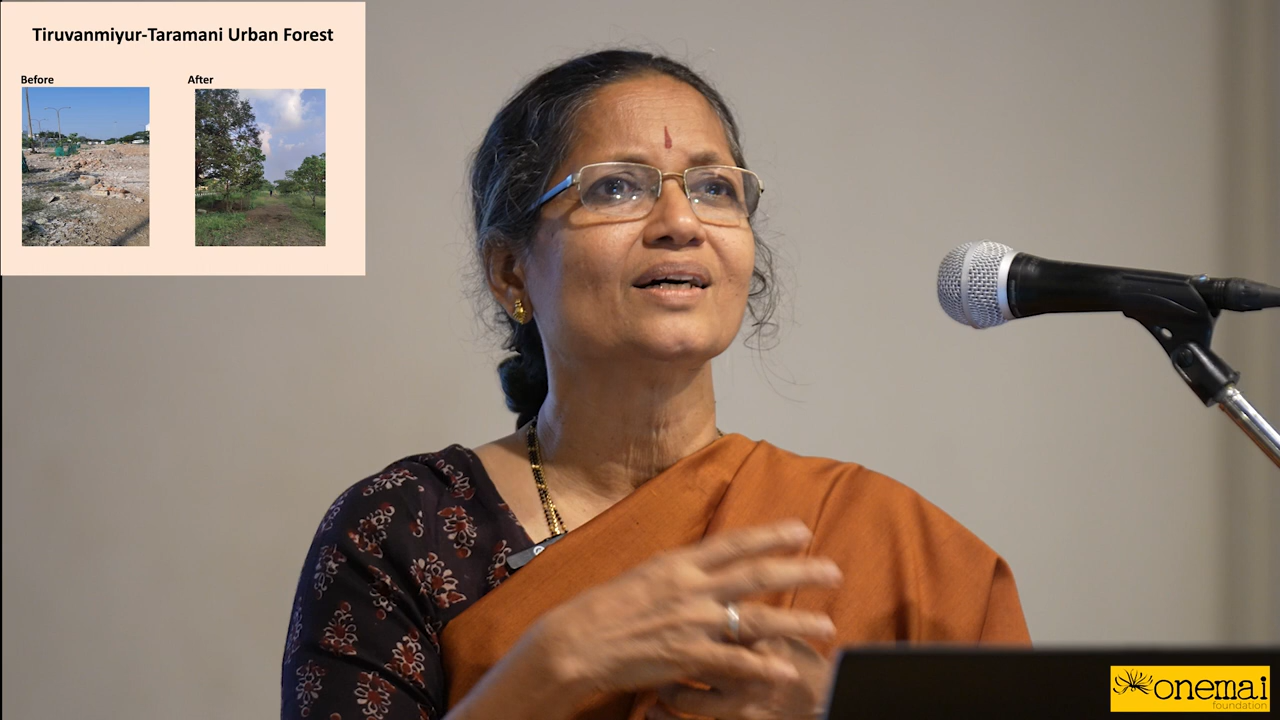 Tiruvanmiyur-Taramani Urban Forest
Before
After
onemai
foundation